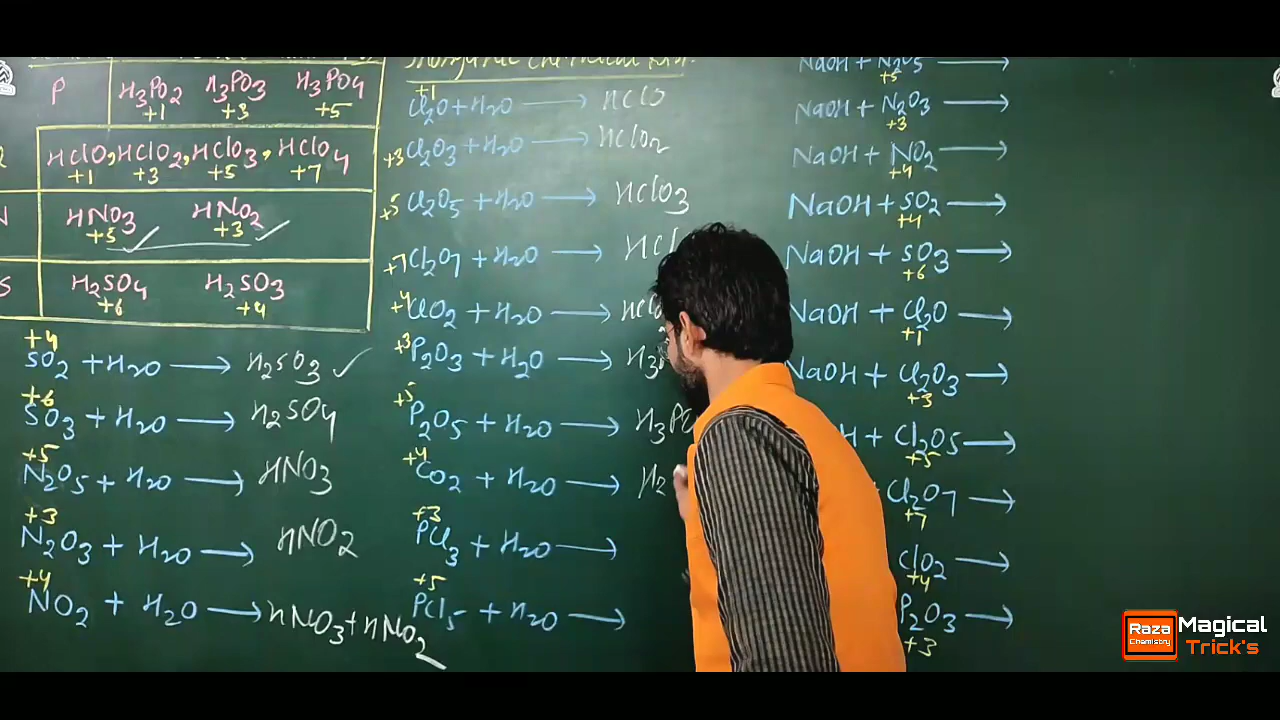 P H₃PO₂ H₃PO₃ H₃PO₄
+1 +3 +5
HClO, HClO₂, HClO₃, HClO₄
+1 +3 +5 +7
N HNO₃ HNO₂
+5 +3
S H₂SO₄ H₂SO₃
+6 +4
+4
SO₂ + H₂O ⟶ H₂SO₃ ✓
+6
SO₃ + H₂O ⟶ H₂SO₄
+5
N₂O₅ + H₂O ⟶ HNO₃
+3
N₂O₃ + H₂O ⟶ HNO₂
+4
NO₂ + H₂O ⟶ HNO₃ + HNO₂
Inorganic Chemical
+1
Cl₂O + H₂O ⟶ HClO
+3 Cl₂O₃ + H₂O ⟶ HClO₂
+5 Cl₂O₅ + H₂O ⟶ HClO₃
+7 Cl₂O₇ + H₂O ⟶
+4 ClO₂ + H₂O ⟶
+3 P₂O₃ + H₂O ⟶ H₃
+5
P₂O₅ + H₂O ⟶ H₃PO
+4
CO₂ + H₂O ⟶ H₂
+3
PCl₃ + H₂O ⟶
+5
PCl₅ + H₂O ⟶
NaOH + N₂O₅ ⟶
+5
NaOH + N₂O₃ ⟶
+3
NaOH + NO₂ ⟶
+4
NaOH + SO₂ ⟶
+4
NaOH + SO₃ ⟶
+6
NaOH + Cl₂O ⟶
+1
NaOH + Cl₂O₃ ⟶
+3
H + Cl₂O₅ ⟶
+5
+ Cl₂O₇ ⟶
+7
ClO₂ ⟶
+4
P₂O₃ ⟶
+3
Raza
Chemistry
Magical
Trick's